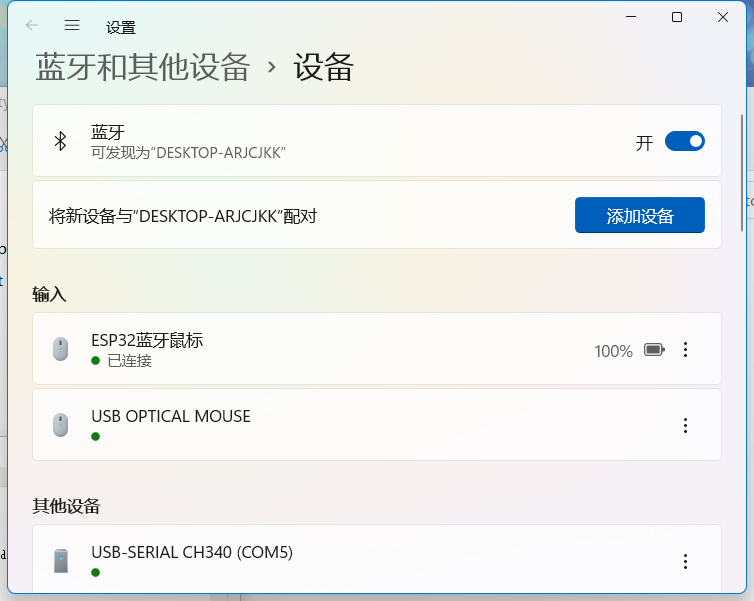 设置
蓝牙和其他设备 › 设备
蓝牙
可发现为"DESKTOP-ARJCJKK"
开
将新设备与"DESKTOP-ARJCJKK"配对
添加设备
输入
ESP32蓝牙鼠标
已连接
100%
USB OPTICAL MOUSE
其他设备
USB-SERIAL CH340 (COM5)